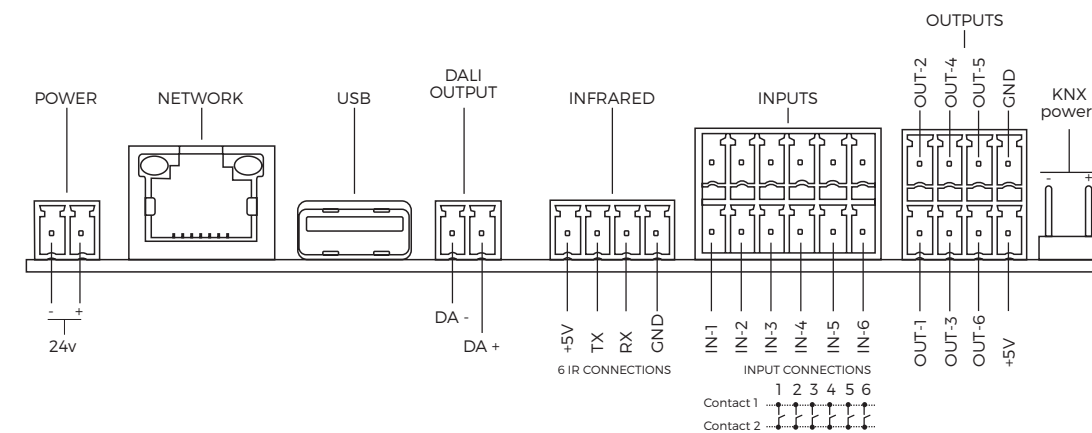 OUTPUTS
OUT-2
OUT-4
OUT-5
GND
POWER
NETWORK
USB
DALI
OUTPUT
INFRARED
INPUTS
KNX
power
- +
- +
24v
DA -
DA +
+5V
TX
RX
GND
6 IR CONNECTIONS
IN-1
IN-2
IN-3
IN-4
IN-5
IN-6
INPUT CONNECTIONS
1 2 3 4 5 6
Contact 1
Contact 2
OUT-1
OUT-3
OUT-6
+5V